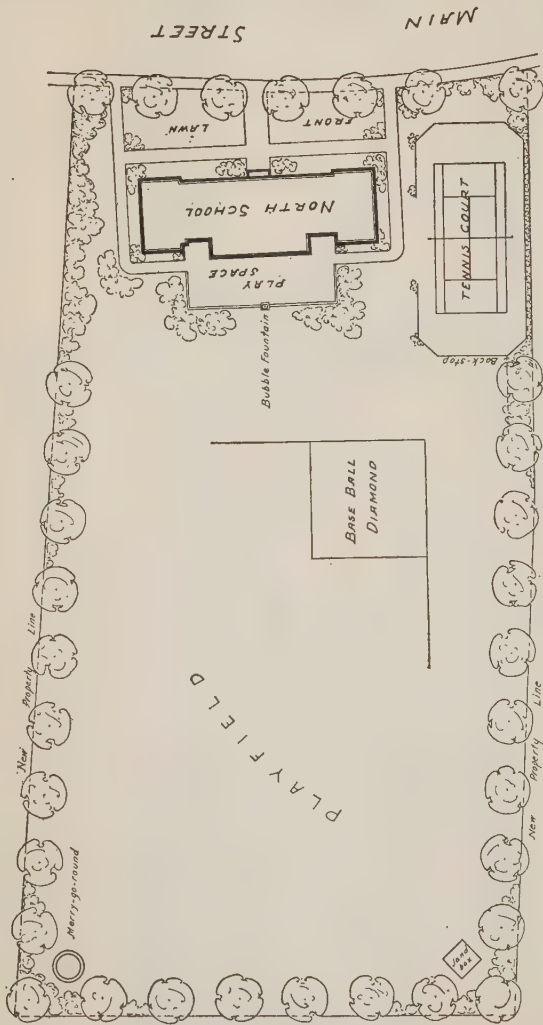 MAIN STREET
FRONT LAWN
NORTH SCHOOL
PLAY
SPACE
TENNIS COURT
Back-stop
Bubble Fountain
BASE BALL
DIAMOND
New Property Line
PLAYFIELD
New Property Line
Merry-go-round
Sand
box